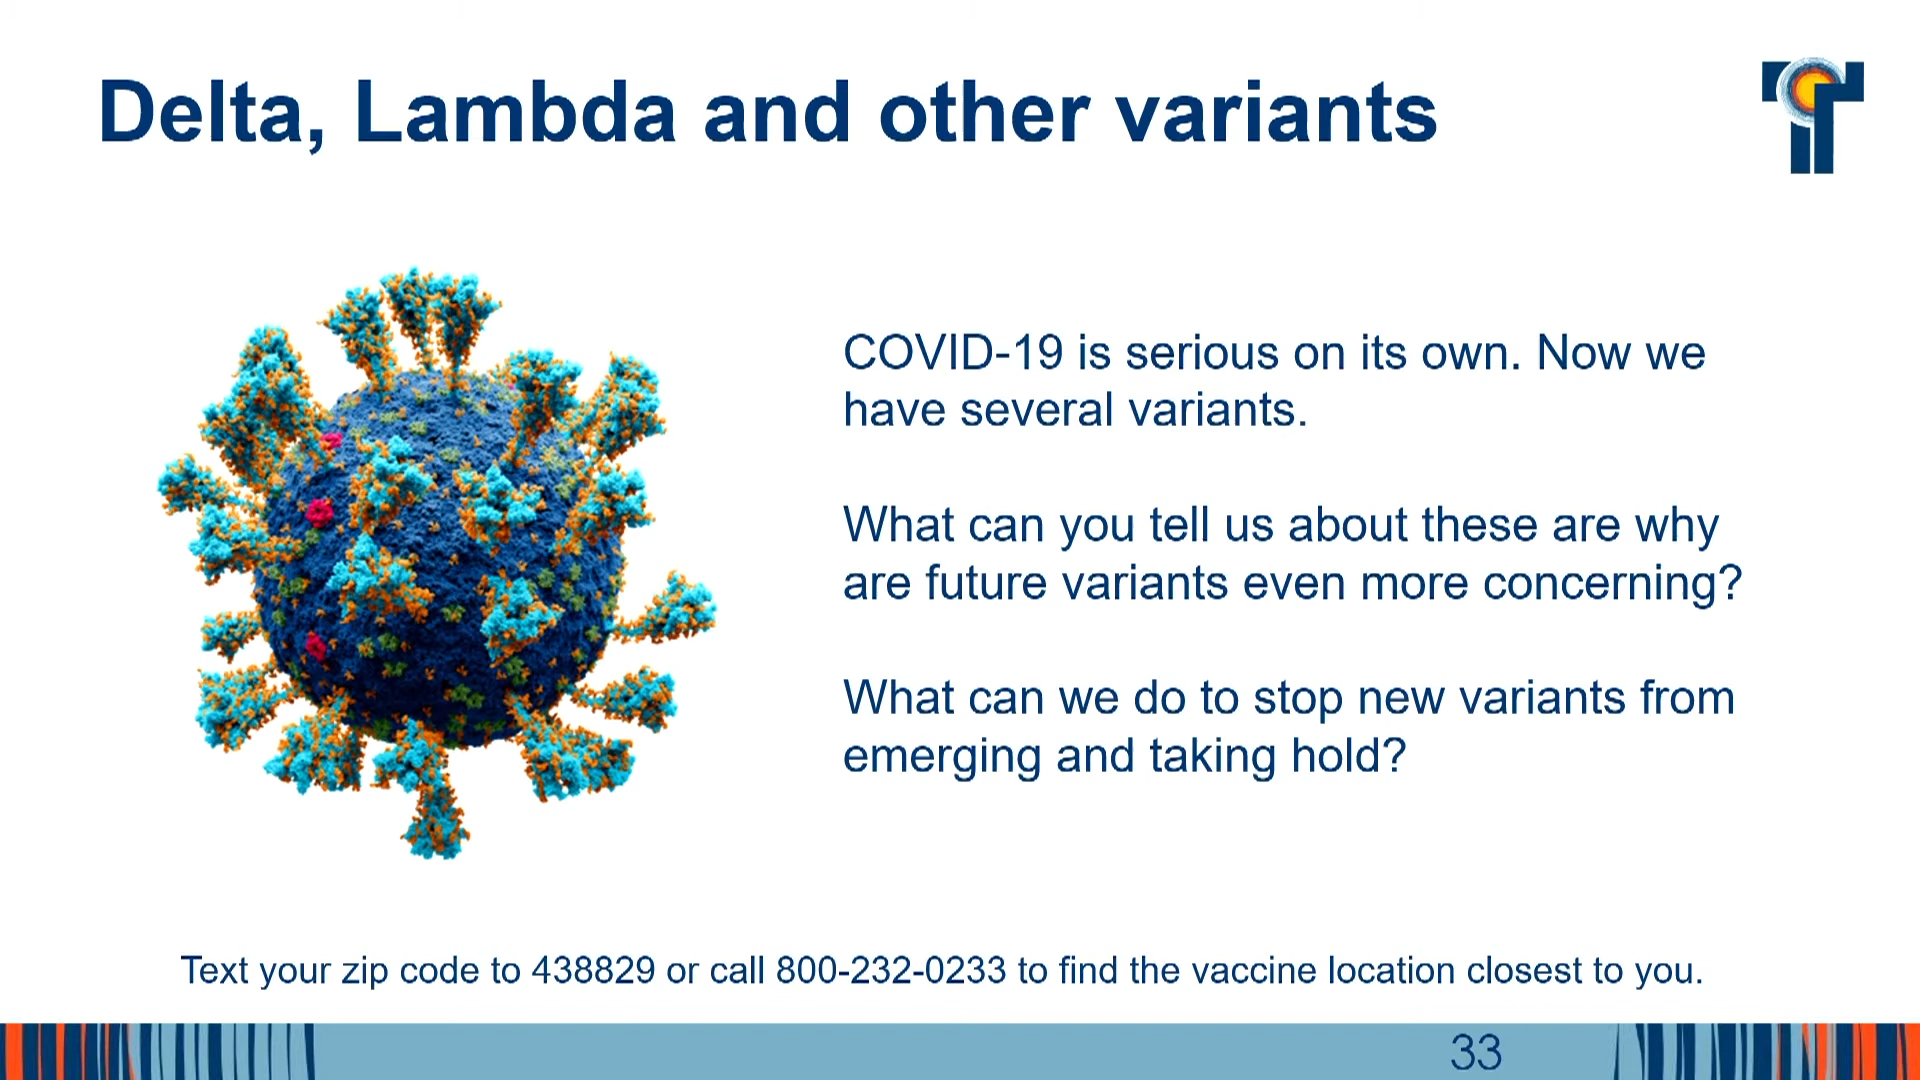 Delta, Lambda and other variants
COVID-19 is serious on its own. Now we
have several variants.
What can you tell us about these are why
are future variants even more concerning?
What can we do to stop new variants from
emerging and taking hold?
Text your zip code to 438829 or call 800-232-0233 to find the vaccine location closest to you.
33